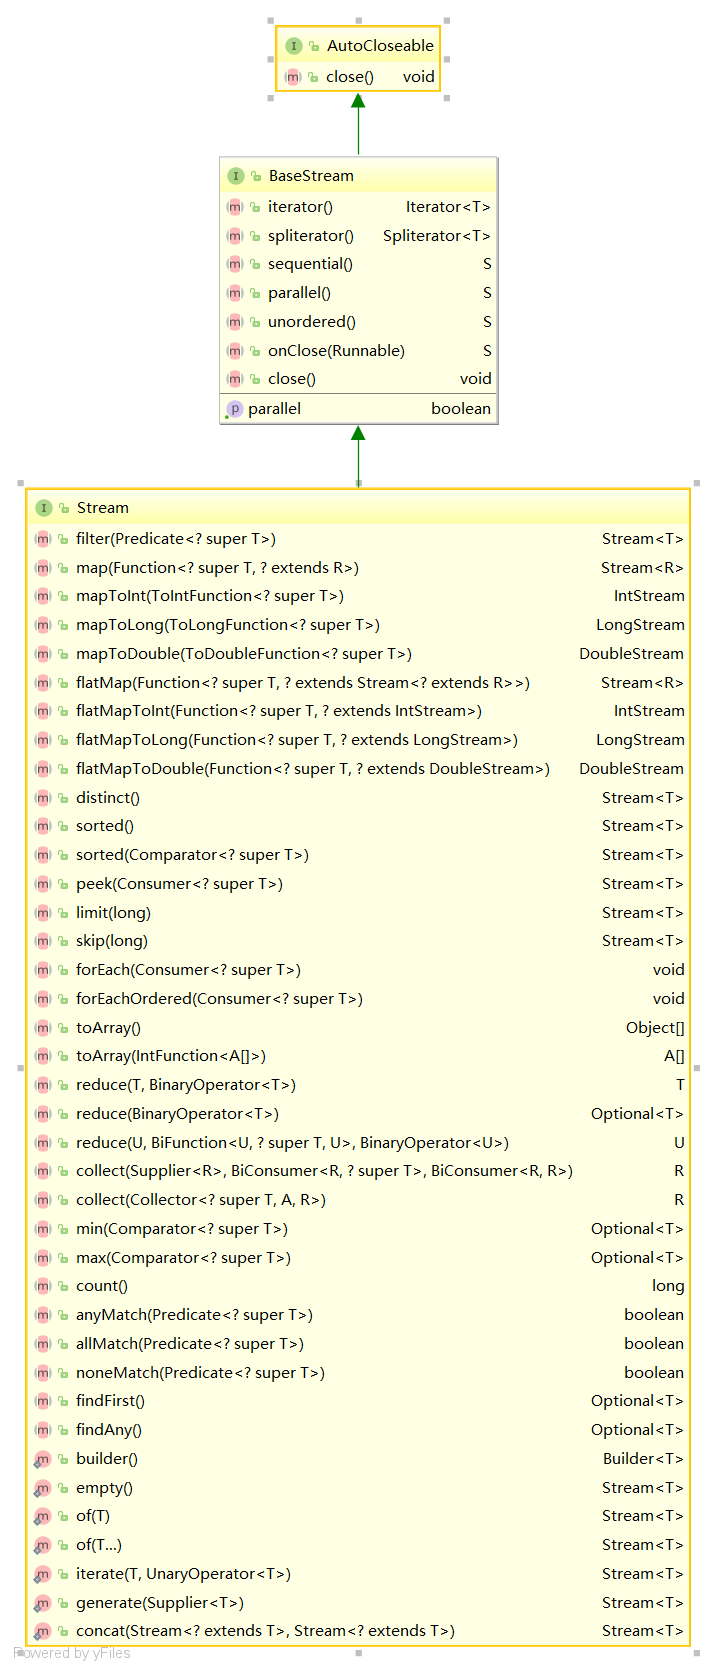 AutoCloseable
close() void
BaseStream
iterator() Iterator<T>
spliterator() Spliterator<T>
sequential() S
parallel() S
unordered() S
onClose(Runnable) S
close() void
parallel boolean
Stream
filter(Predicate<? super T>) Stream<T>
map(Function<? super T, ? extends R>) Stream<R>
mapToInt(ToIntFunction<? super T>) IntStream
mapToLong(ToLongFunction<? super T>) LongStream
mapToDouble(ToDoubleFunction<? super T>) DoubleStream
flatMap(Function<? super T, ? extends Stream<? extends R>>) Stream<R>
flatMapToInt(Function<? super T, ? extends IntStream>) IntStream
flatMapToLong(Function<? super T, ? extends LongStream>) LongStream
flatMapToDouble(Function<? super T, ? extends DoubleStream>) DoubleStream
distinct() Stream<T>
sorted() Stream<T>
sorted(Comparator<? super T>) Stream<T>
peek(Consumer<? super T>) Stream<T>
limit(long) Stream<T>
skip(long) Stream<T>
forEach(Consumer<? super T>) void
forEachOrdered(Consumer<? super T>) void
toArray() Object[]
toArray(IntFunction<A[]>) A[]
reduce(T, BinaryOperator<T>) T
reduce(BinaryOperator<T>) Optional<T>
reduce(U, BiFunction<U, ? super T, U>, BinaryOperator<U>) U
collect(Supplier<R>, BiConsumer<R, ? super T>, BiConsumer<R, R>) R
collect(Collector<? super T, A, R>) R
min(Comparator<? super T>) Optional<T>
max(Comparator<? super T>) Optional<T>
count() long
anyMatch(Predicate<? super T>) boolean
allMatch(Predicate<? super T>) boolean
noneMatch(Predicate<? super T>) boolean
findFirst() Optional<T>
findAny() Optional<T>
builder() Builder<T>
empty() Stream<T>
of(T) Stream<T>
of(T...) Stream<T>
iterate(T, UnaryOperator<T>) Stream<T>
generate(Supplier<T>) Stream<T>
concat(Stream<? extends T>, Stream<? extends T>) Stream<T>
Powered by yFiles